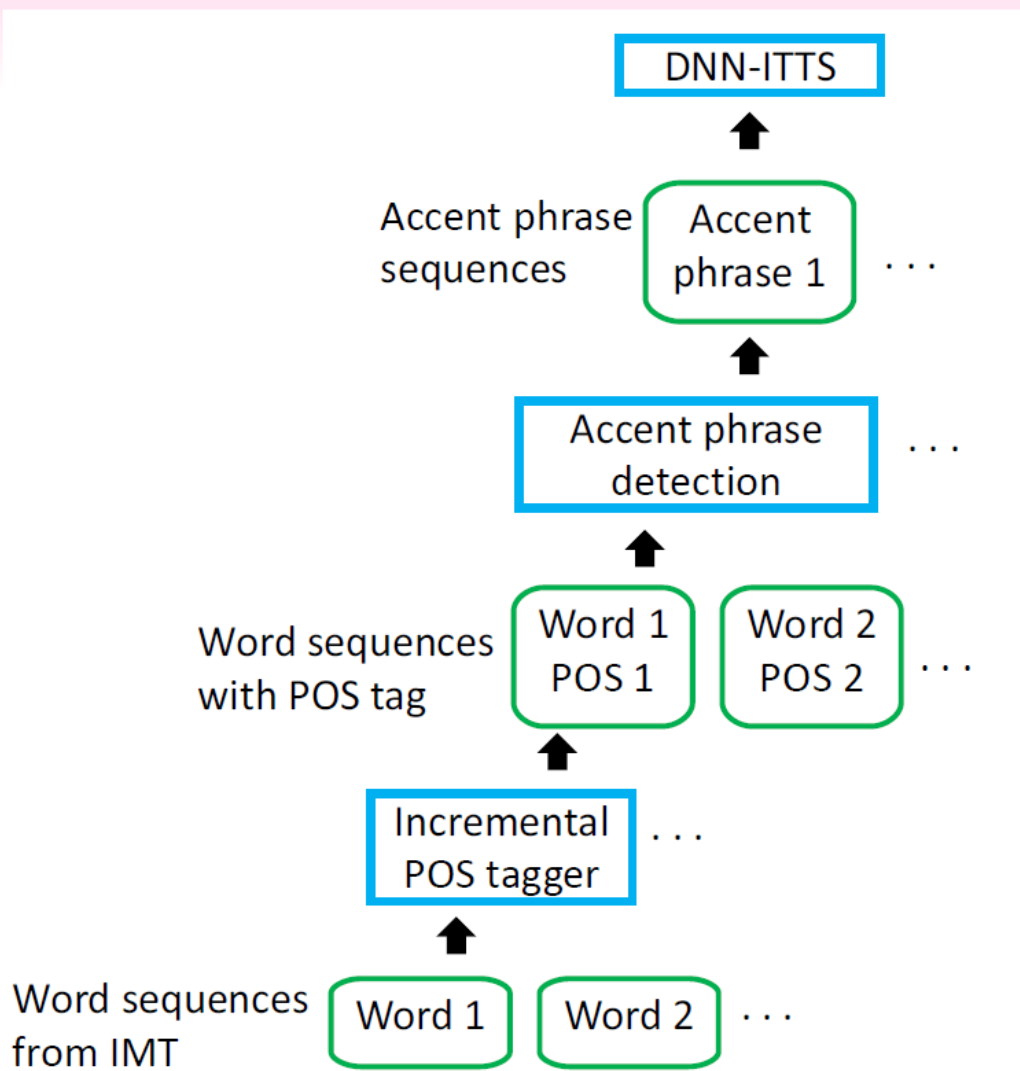 DNN-ITTS
Accent phrase
sequences
Accent
phrase 1
. . .
Accent phrase
detection
. . .
Word sequences
with POS tag
Word 1
POS 1
Word 2
POS 2
. . .
Incremental
POS tagger
. . .
Word sequences
from IMT
Word 1
Word 2
. . .